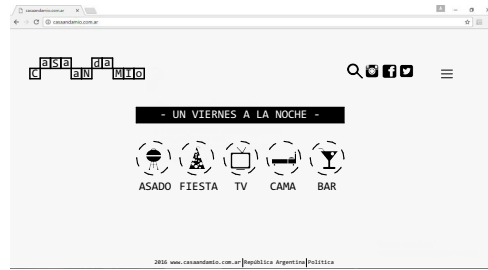 casaandamio.com.ar
casaandamio.com.ar
asa da
C aN MIO
- UN VIERNES A LA NOCHE -
ASADO FIESTA TV CAMA BAR
2016 www.casaandamio.com.ar|República Argentina|Política